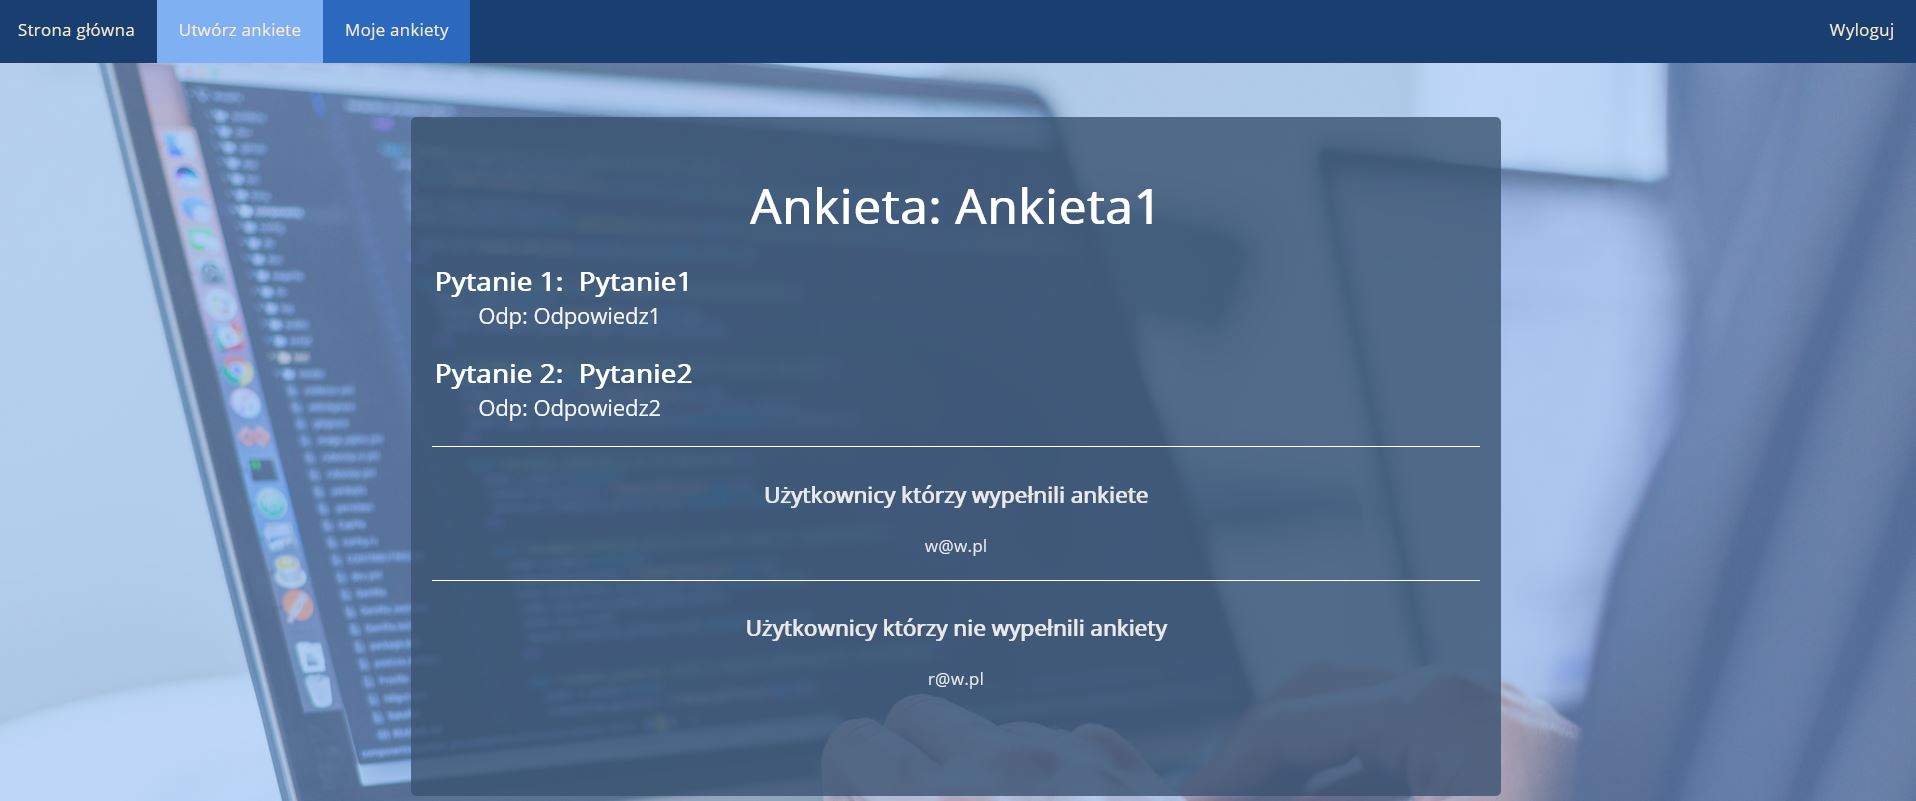 Strona główna Utwórz ankiete Moje ankiety Wyloguj
Ankieta: Ankieta1
Pytanie 1: Pytanie1
Odp: Odpowiedz1
Pytanie 2: Pytanie2
Odp: Odpowiedz2
Użytkownicy którzy wypełnili ankiete
w@w.pl
Użytkownicy którzy nie wypełnili ankiety
r@w.pl